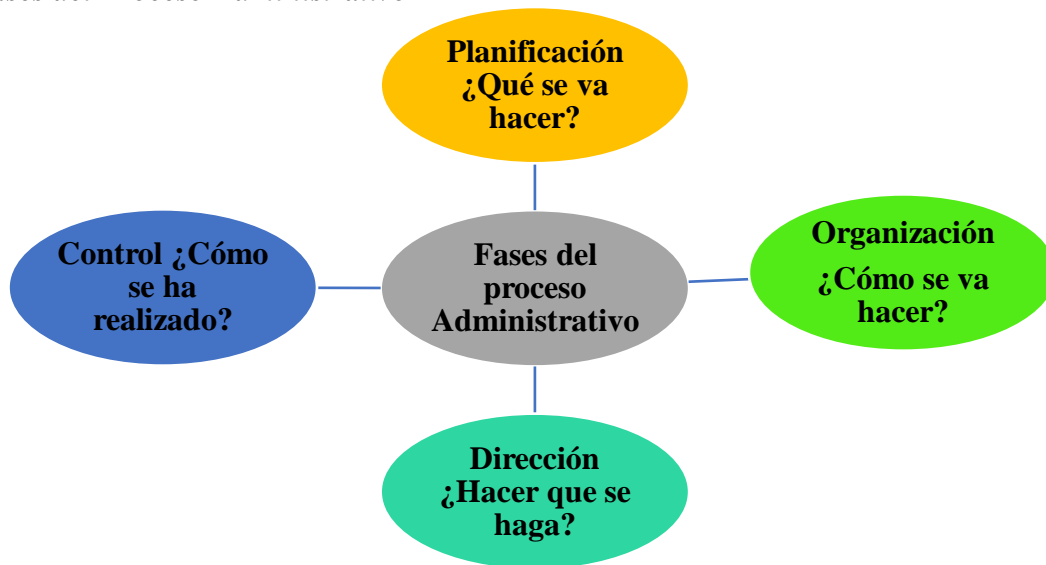 Planificación
¿Qué se va
hacer?
Control ¿Cómo
se ha
realizado?
Fases del
proceso
Administrativo
Organización
¿Cómo se va
hacer?
Dirección
¿Hacer que se
haga?